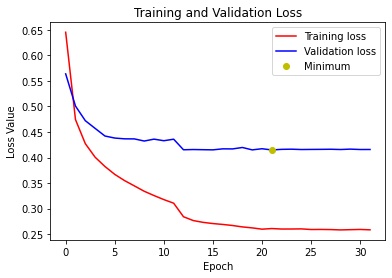 Training and Validation Loss
Training loss
Validation loss
Minimum
Loss Value
0.65
0.60
0.55
0.50
0.45
0.40
0.35
0.30
0.25
0 5 10 15 20 25 30
Epoch